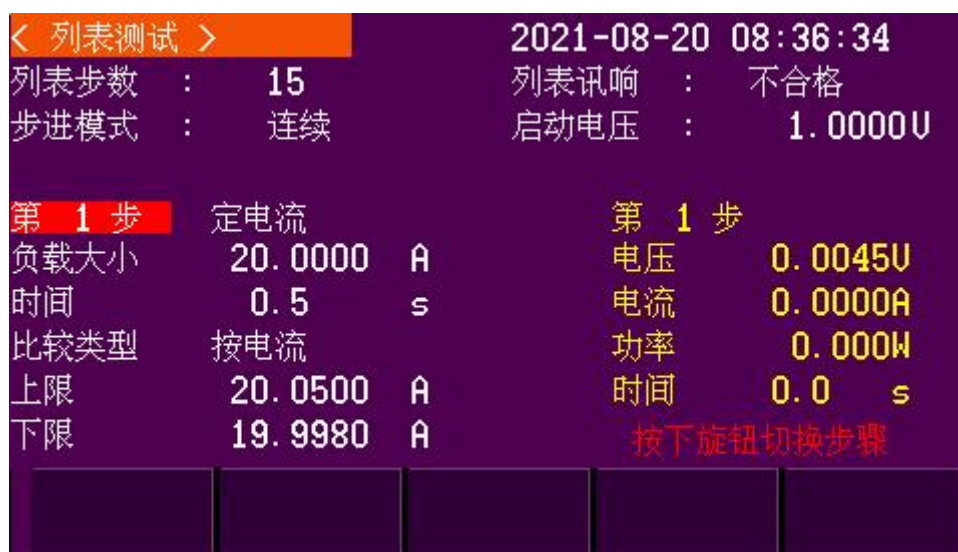 < 列表测试 > 2021-08-20 08:36:34
列表步数 : 15 列表讯响 : 不合格
步进模式 : 连续 启动电压 : 1.0000V
第 1 步 定电流 第 1 步
负载大小 20.0000 A 电压 0.0045V
时间 0.5 s 电流 0.0000A
比较类型 按电流 功率 0.000W
上限 20.0500 A 时间 0.0 s
下限 19.9980 A 按下旋钮切换步骤